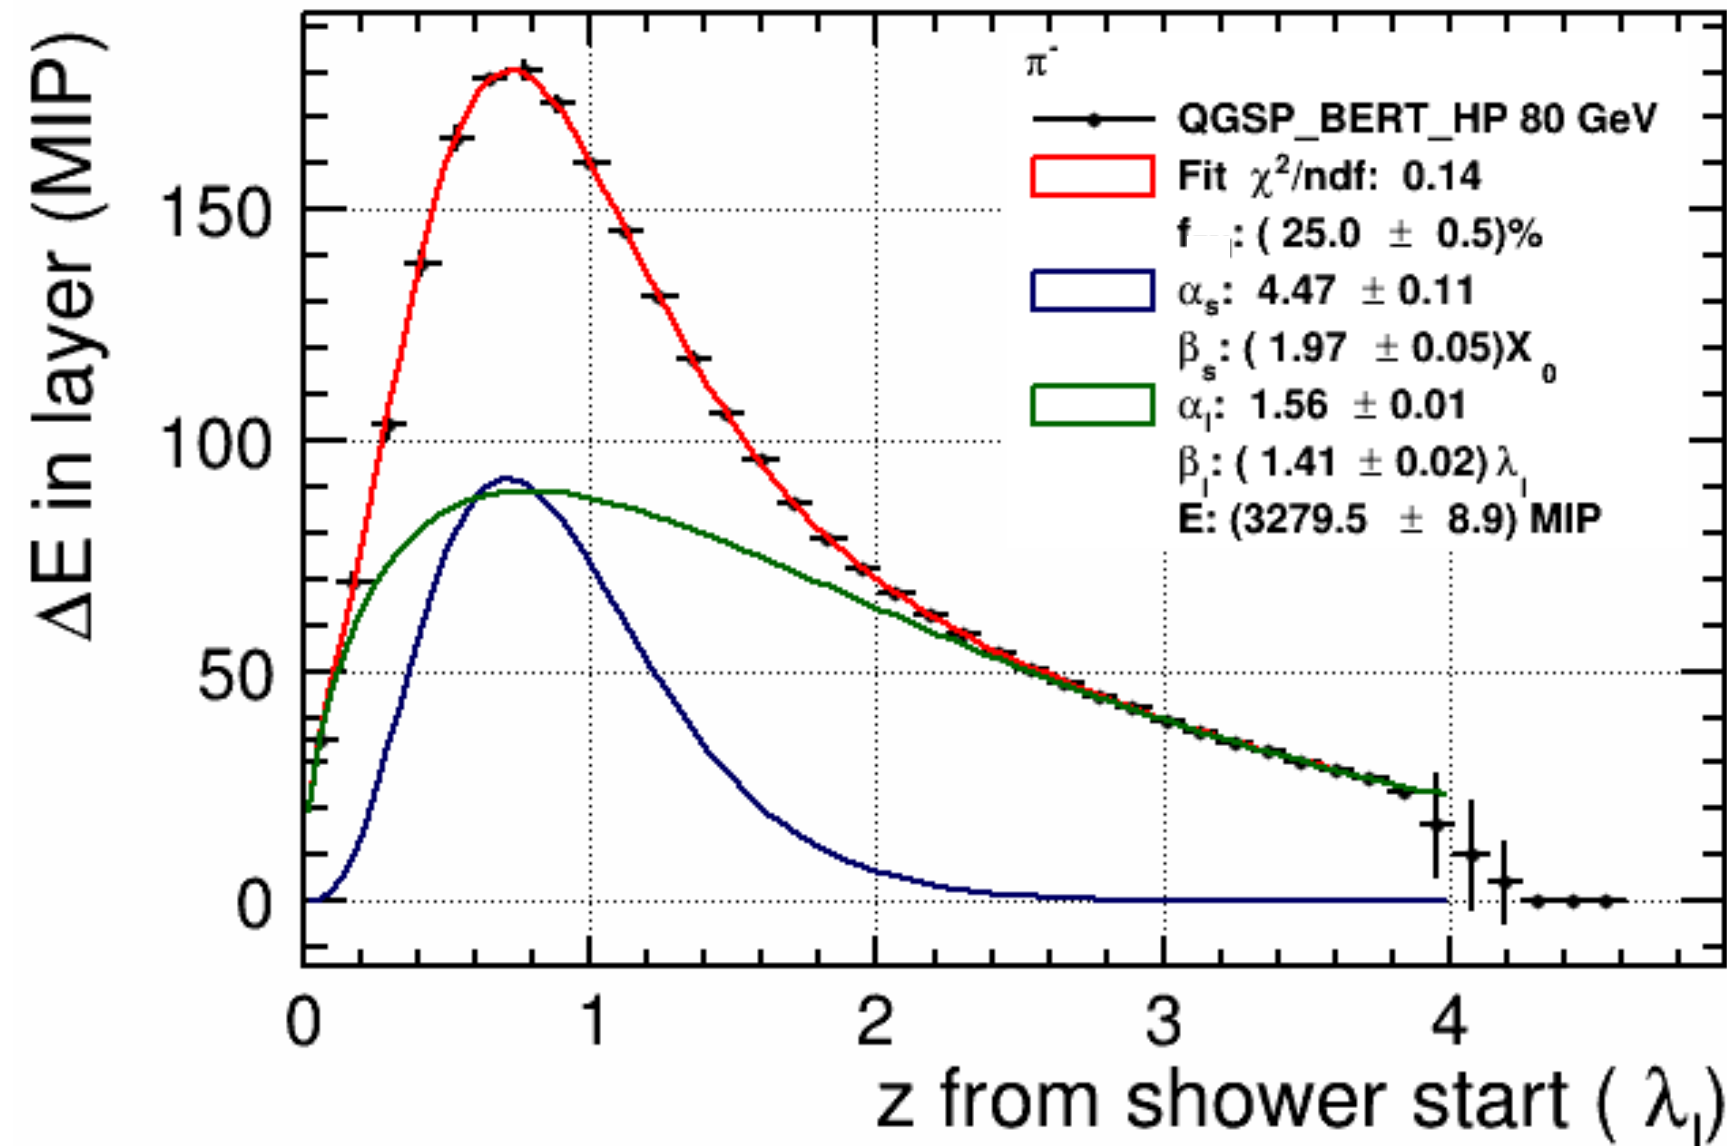 ΔE in layer (MIP)
150
100
50
0
π⁻
QGSP_BERT_HP 80 GeV
Fit χ²/ndf: 0.14
f : ( 25.0 ± 0.5)%
αₛ: 4.47 ± 0.11
βₛ: ( 1.97 ± 0.05)X₀
αₗ: 1.56 ± 0.01
βₗ: ( 1.41 ± 0.02) λ_I
E: (3279.5 ± 8.9) MIP
0 1 2 3 4
z from shower start ( λ_I)